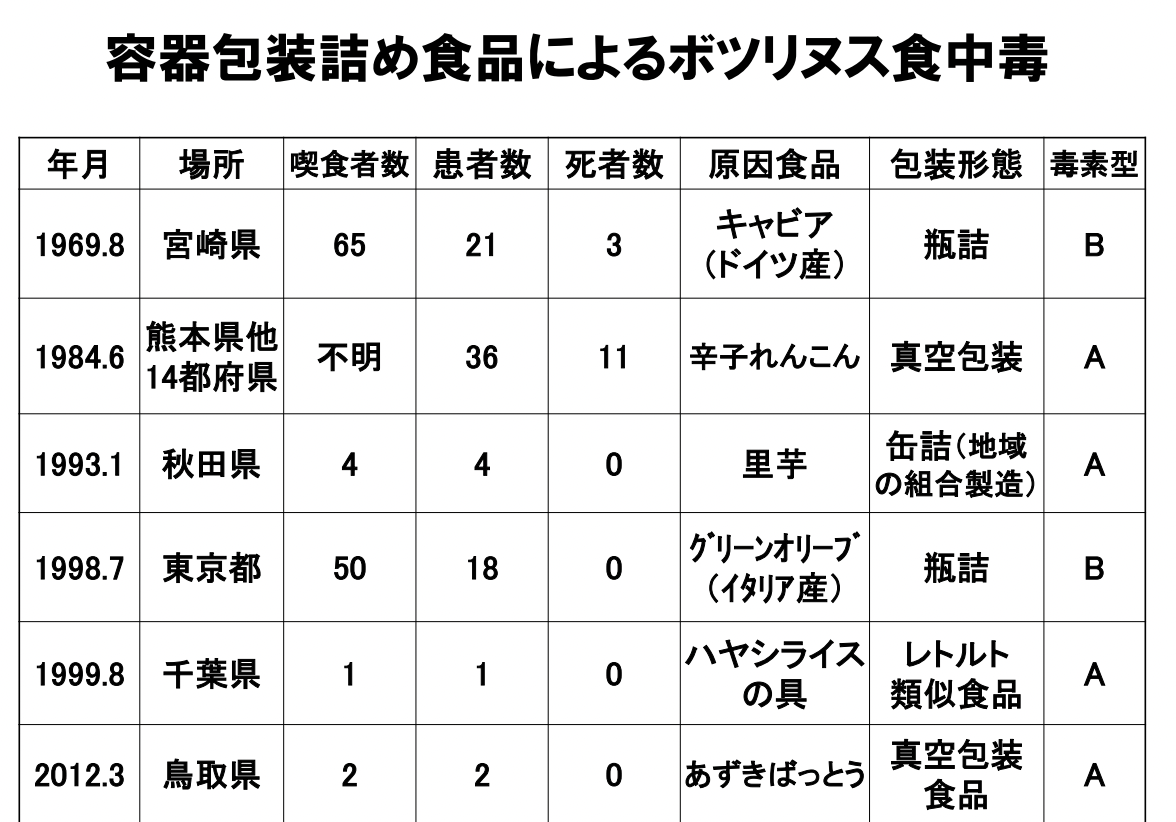 容器包装詰め食品によるボツリヌス食中毒
年月 場所 喫食者数 患者数 死者数 原因食品 包装形態 毒素型
1969.8 宮崎県 65 21 3 キャビア
(ドイツ産) 瓶詰 B
1984.6 熊本県他
14都府県 不明 36 11 辛子れんこん 真空包装 A
1993.1 秋田県 4 4 0 里芋 缶詰(地域
の組合製造) A
1998.7 東京都 50 18 0 ｸﾞﾘｰﾝｵﾘｰﾌﾞ
(ｲﾀﾘｱ産) 瓶詰 B
1999.8 千葉県 1 1 0 ハヤシライス
の具 レトルト
類似食品 A
2012.3 鳥取県 2 2 0 あずきばっとう 真空包装
食品 A